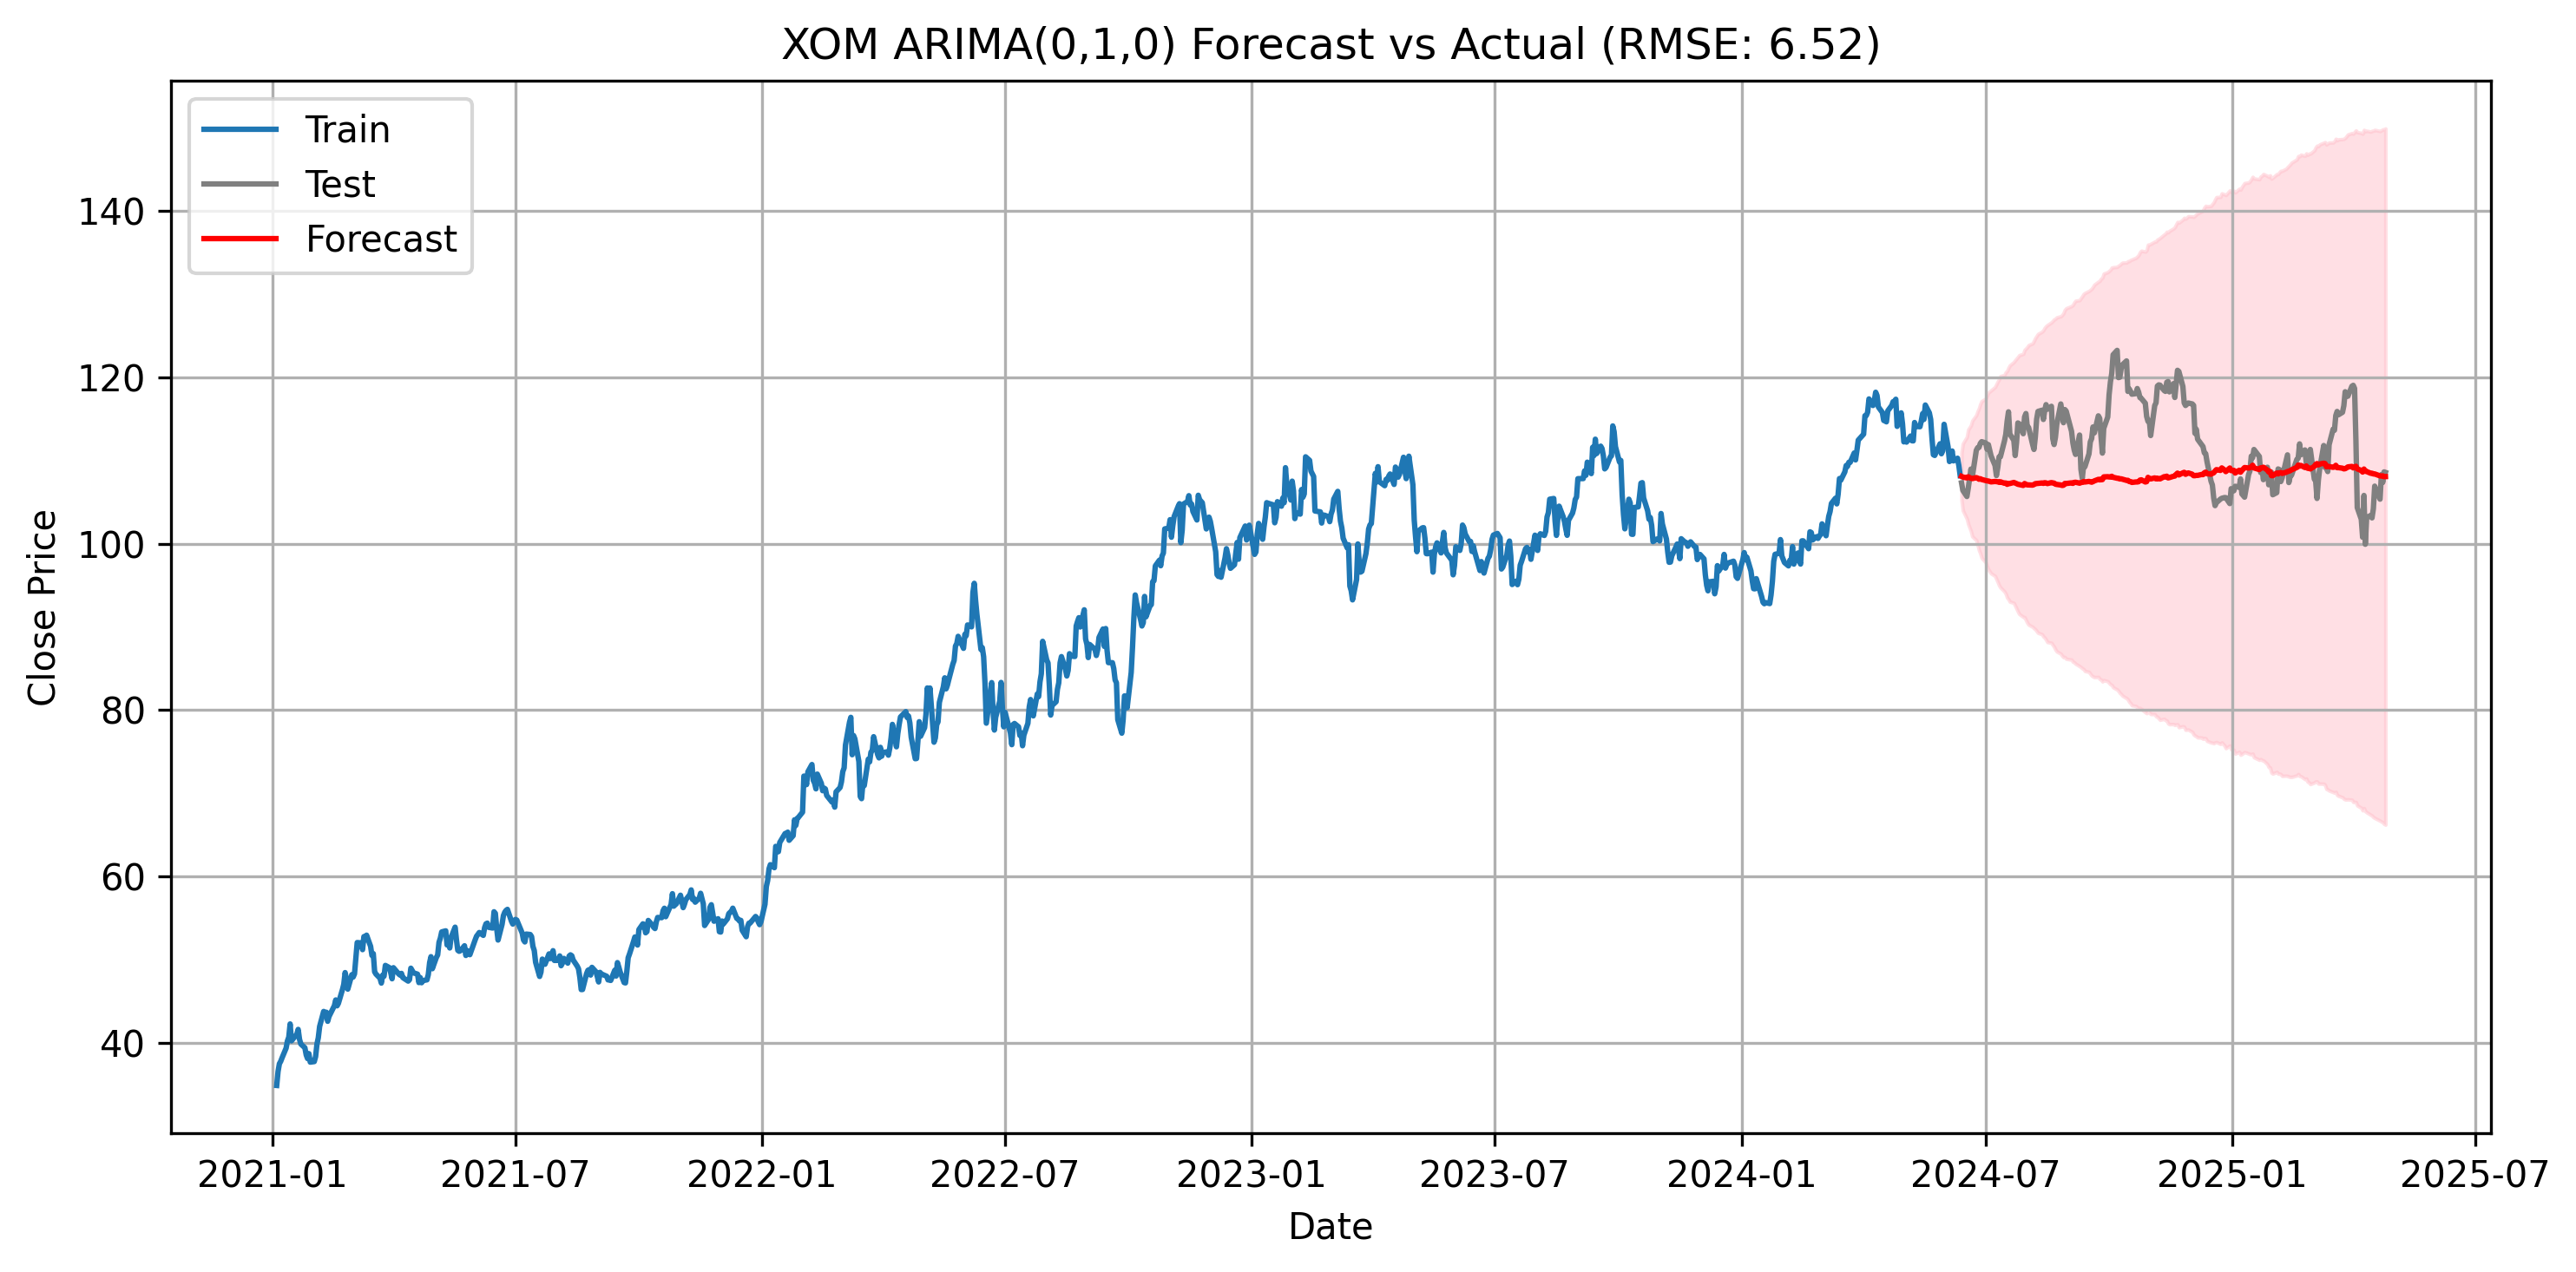 XOM ARIMA(0,1,0) Forecast vs Actual (RMSE: 6.52)
Train
Test
Forecast
140
120
100
80
60
40
Close Price
2021-01
2021-07
2022-01
2022-07
2023-01
2023-07
2024-01
2024-07
2025-01
2025-07
Date